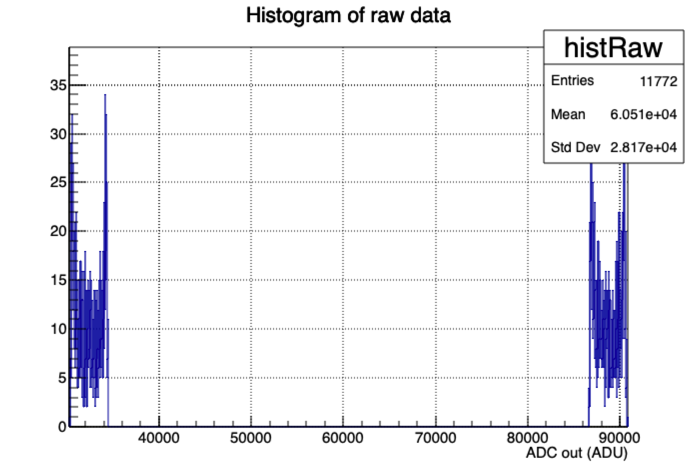 Histogram of raw data
histRaw
Entries 11772
Mean 6.051e+04
Std Dev 2.817e+04
35
30
25
20
15
10
5
0
40000 50000 60000 70000 80000 90000
ADC out (ADU)